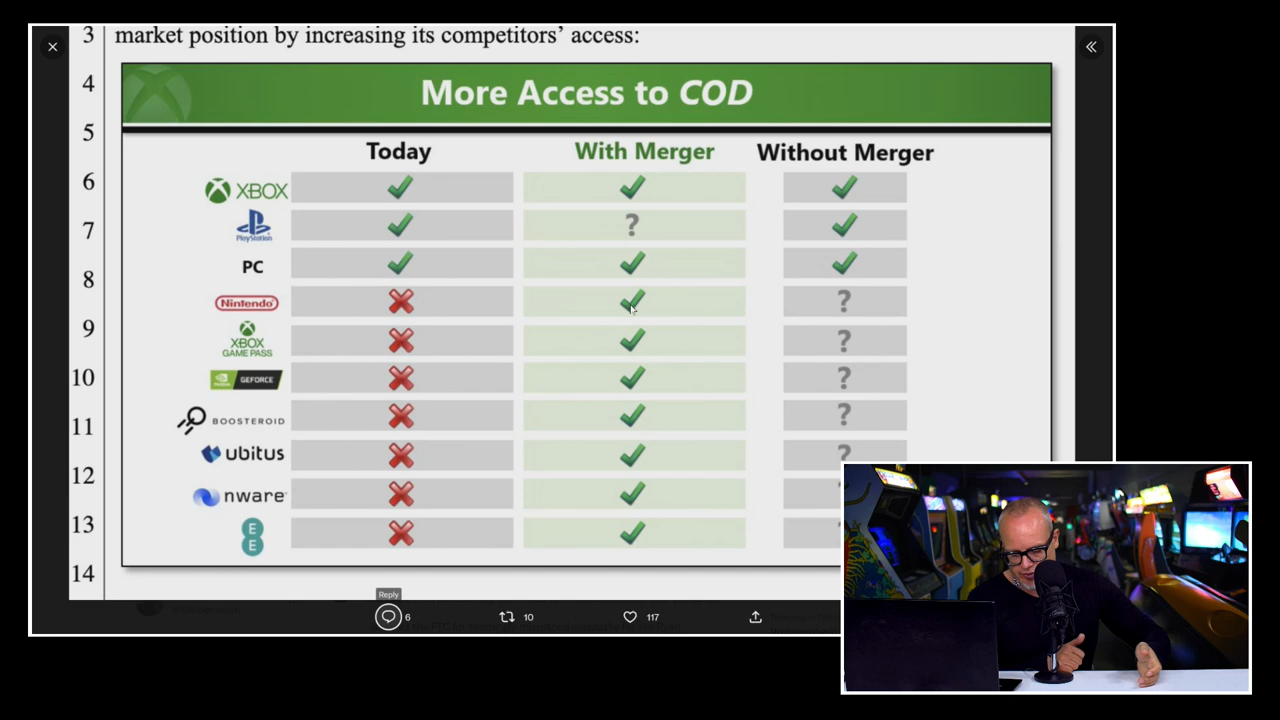 3 market position by increasing its competitors’ access:
4
More Access to COD
5
Today With Merger Without Merger
6
XBOX
7
PlayStation
PC
8
Nintendo
?
9
XBOX
GAME PASS
?
10
NVIDIA GEFORCE
?
11
BOOSTEROID
?
ubitus
?
12
nware
13
E
E
14
Reply
6 10 117